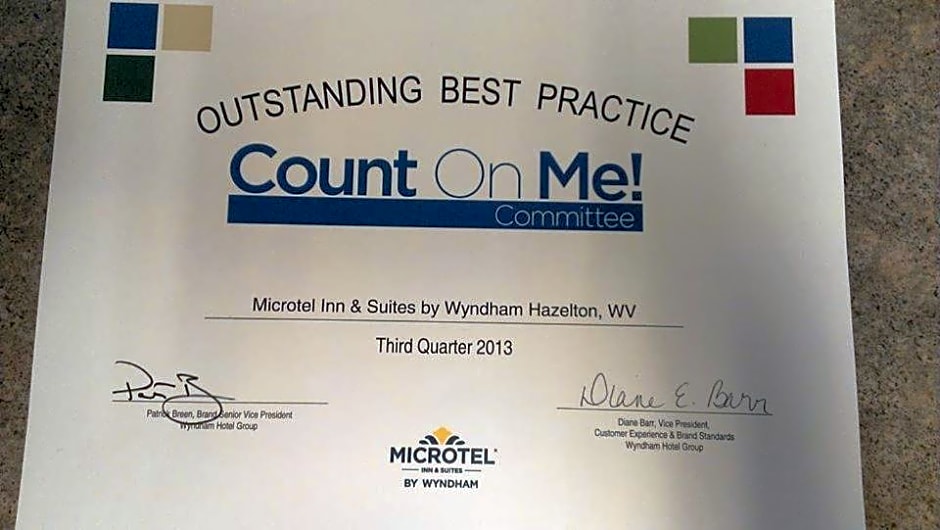 OUTSTANDING BEST PRACTICE
Count On Me!
Committee
Microtel Inn & Suites by Wyndham Hazelton, WV
Third Quarter 2013
Diane E. Barr
Patrick Breen, Brand Senior Vice President
Wyndham Hotel Group
Diane Barr, Vice President,
Customer Experience & Brand Standards
Wyndham Hotel Group
MICROTEL
INN & SUITES
BY WYNDHAM